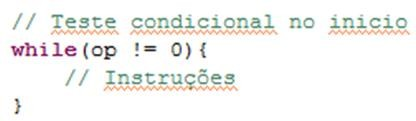 // Teste condicional no inicio
while(op != 0){
    // Instruções
}